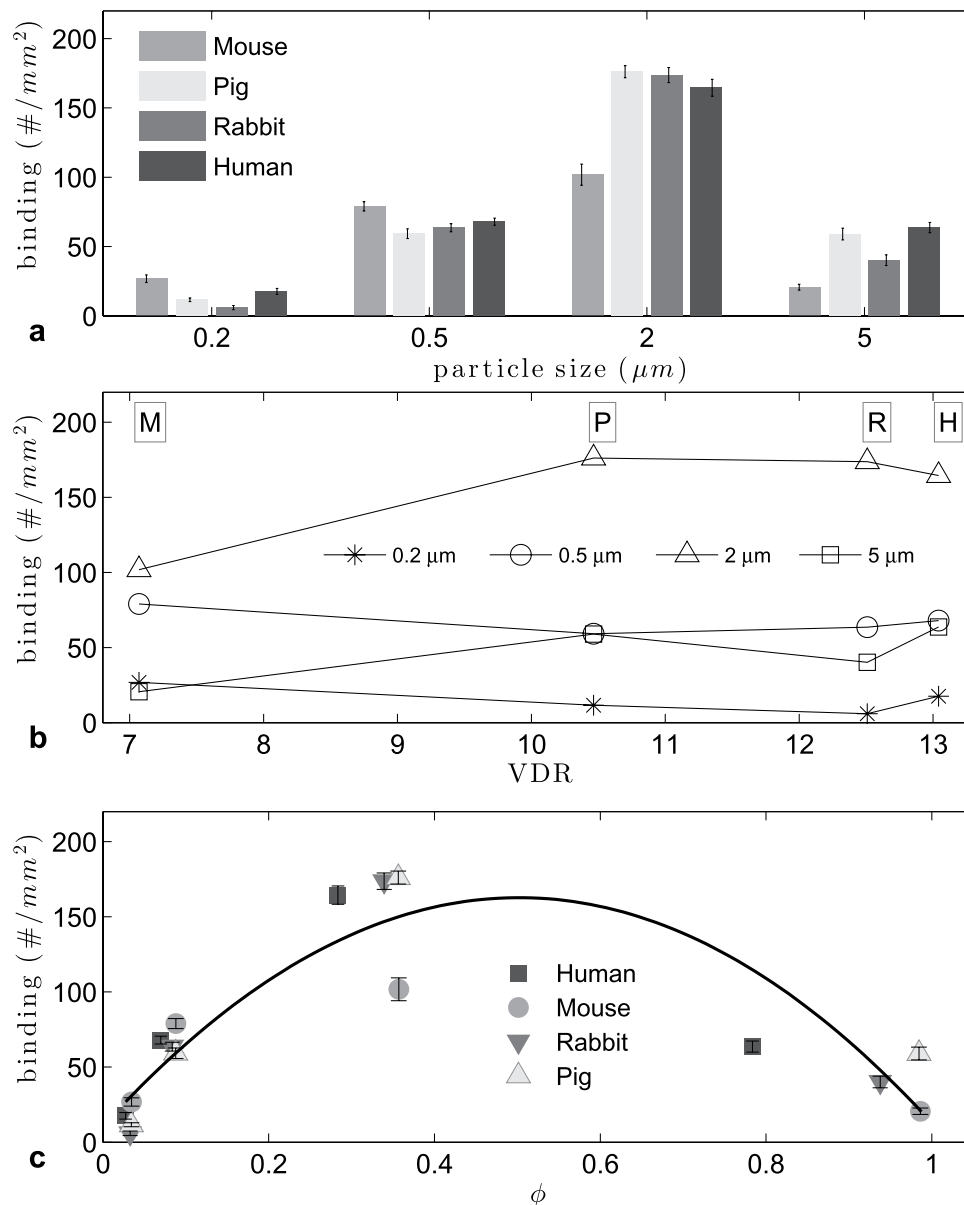 200
150
100
50
0
binding (#/mm²)
Mouse
Pig
Rabbit
Human
0.2 0.5 2 5
particle size (μm)
a
200
150
100
50
0
binding (#/mm²)
M P R H
0.2 μm 0.5 μm 2 μm 5 μm
7 8 9 10 11 12 13
VDR
b
200
150
100
50
0
binding (#/mm²)
Human
Mouse
Rabbit
Pig
0 0.2 0.4 0.6 0.8 1
ϕ
c